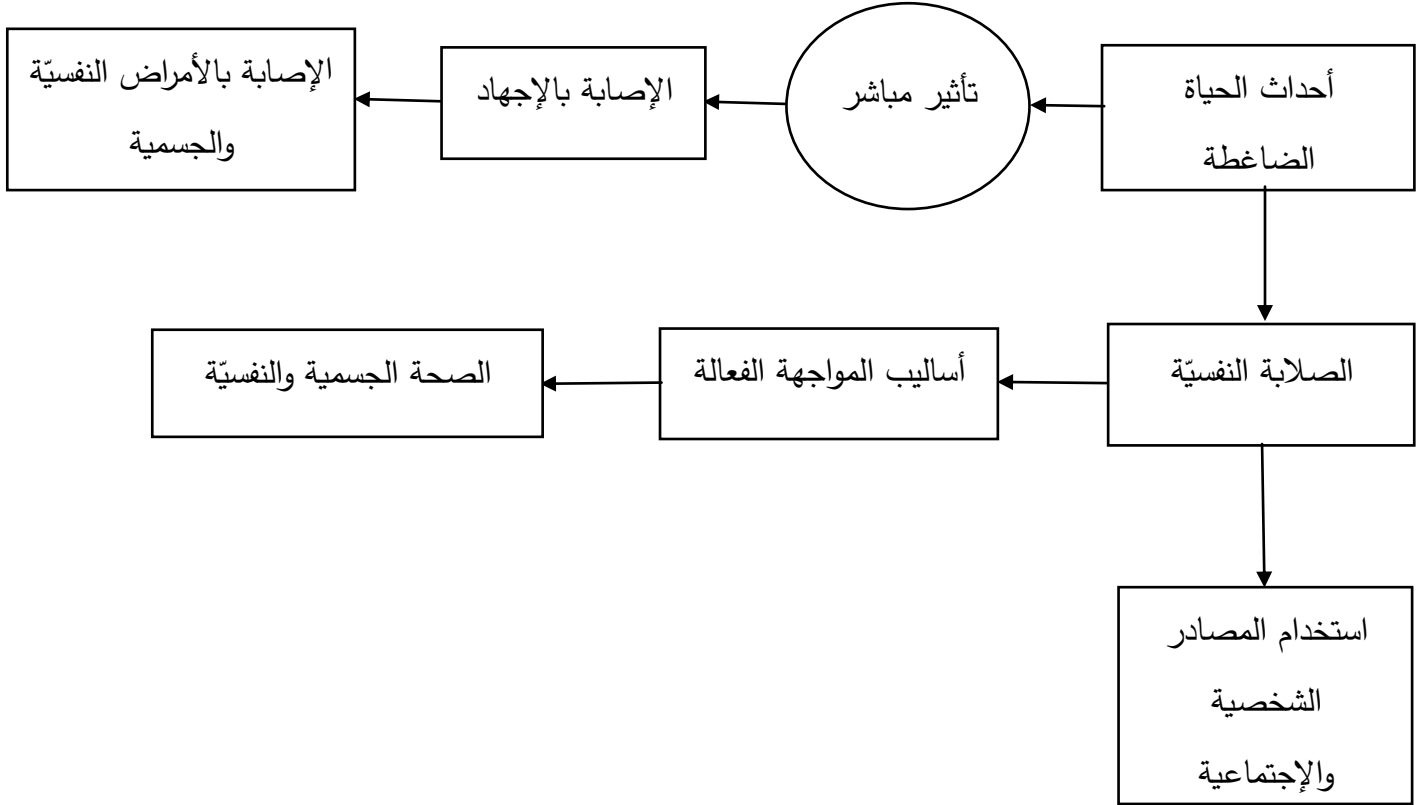 أحداث الحياة
الضاغطة
تأثير مباشر
الإصابة بالإجهاد
الإصابة بالأمراض النفسيّة
والجسمية
الصلابة النفسيّة
أساليب المواجهة الفعالة
الصحة الجسمية والنفسيّة
استخدام المصادر
الشخصية
والإجتماعية